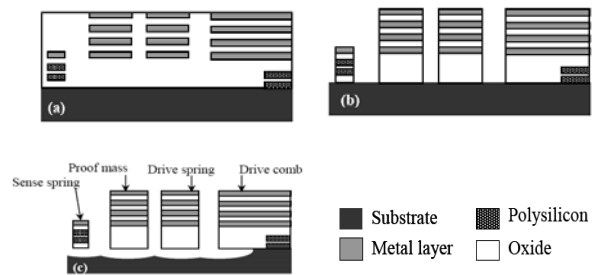 (a)
(b)
Proof mass
Drive spring
Drive comb
Sense spring
(c)
Substrate
Polysilicon
Metal layer
Oxide